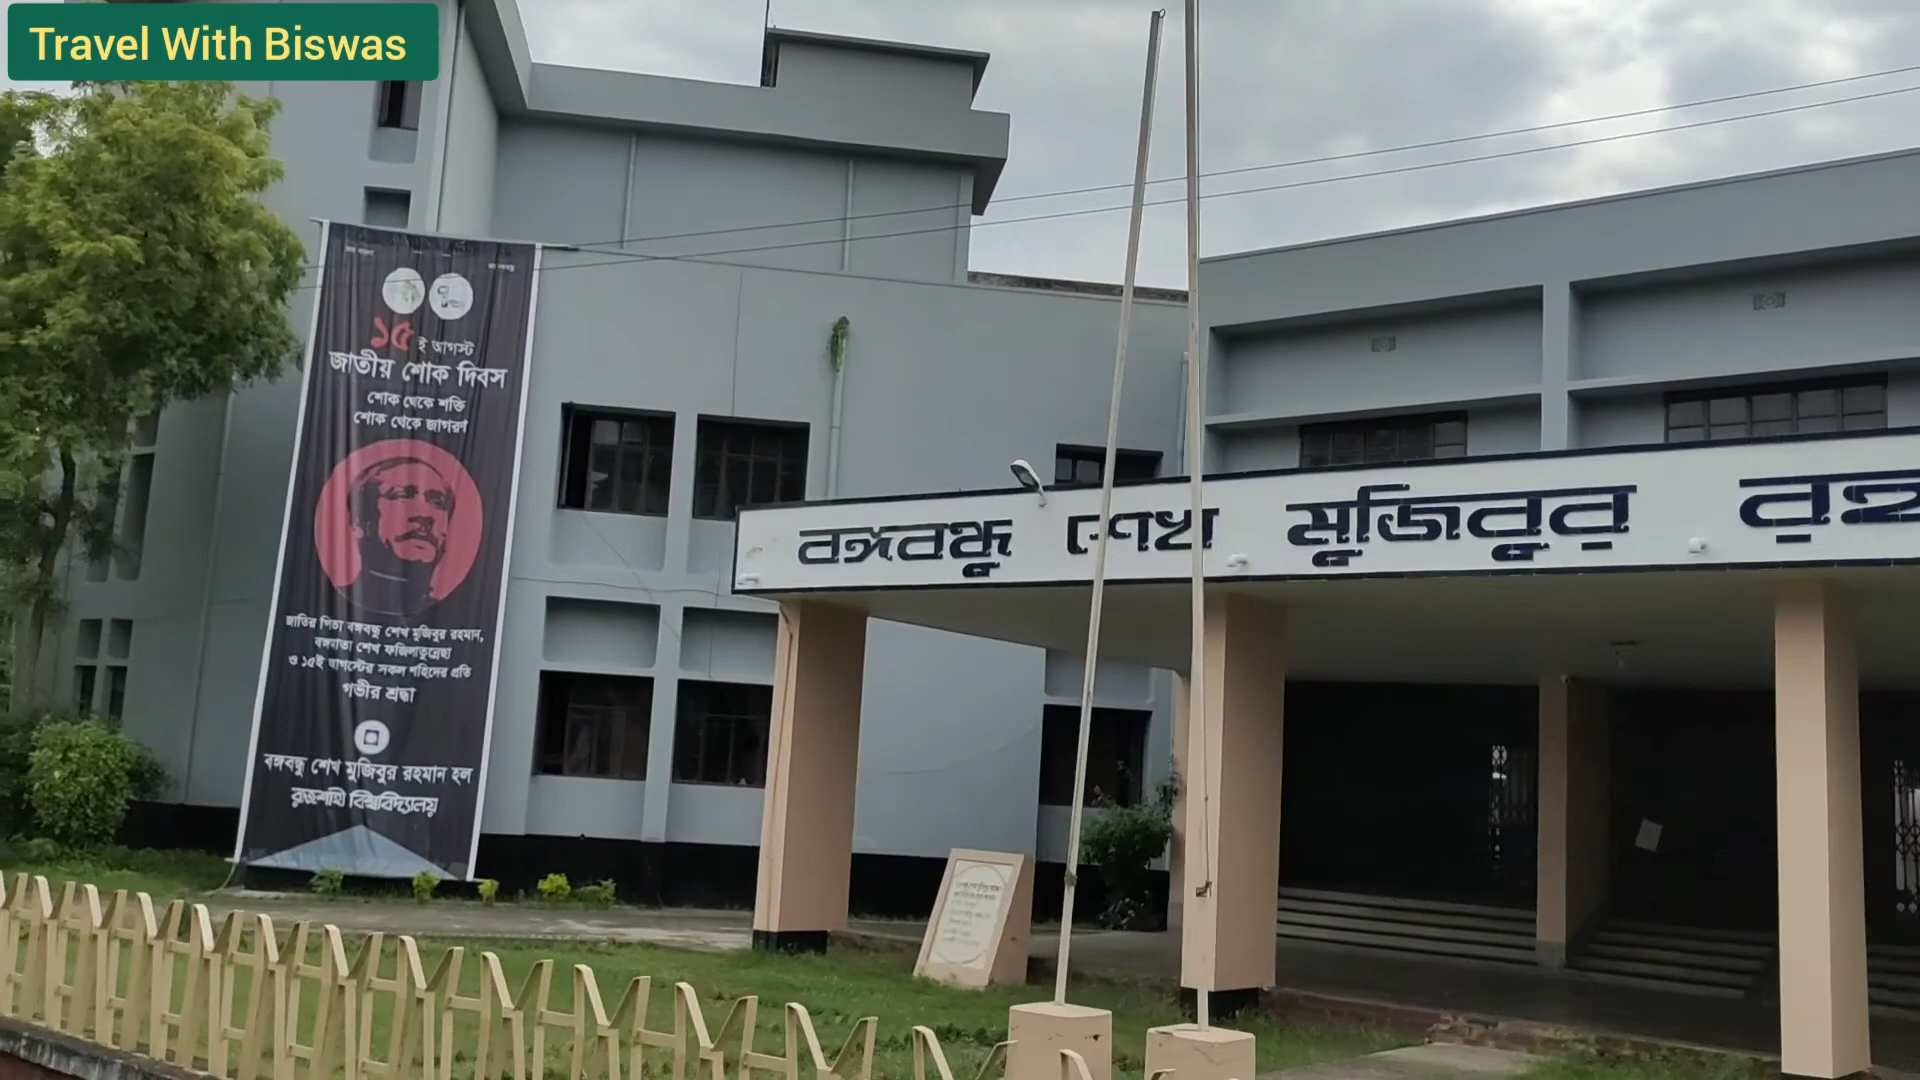 Travel With Biswas
১৫ ই আগস্ট
জাতীয় শোক দিবস
শোক থেকে শক্তি
শোক থেকে জাগরণ
জাতির পিতা বঙ্গবন্ধু শেখ মুজিবুর রহমান,
বঙ্গমাতা শেখ ফজিলাতুন্নেছা
ও ১৫ই আগস্টের সকল শহিদের প্রতি
গভীর শ্রদ্ধা
বঙ্গবন্ধু শেখ মুজিবুর রহমান হল
রাজশাহী বিশ্ববিদ্যালয়
বঙ্গবন্ধু শেখ মুজিবুর রহ